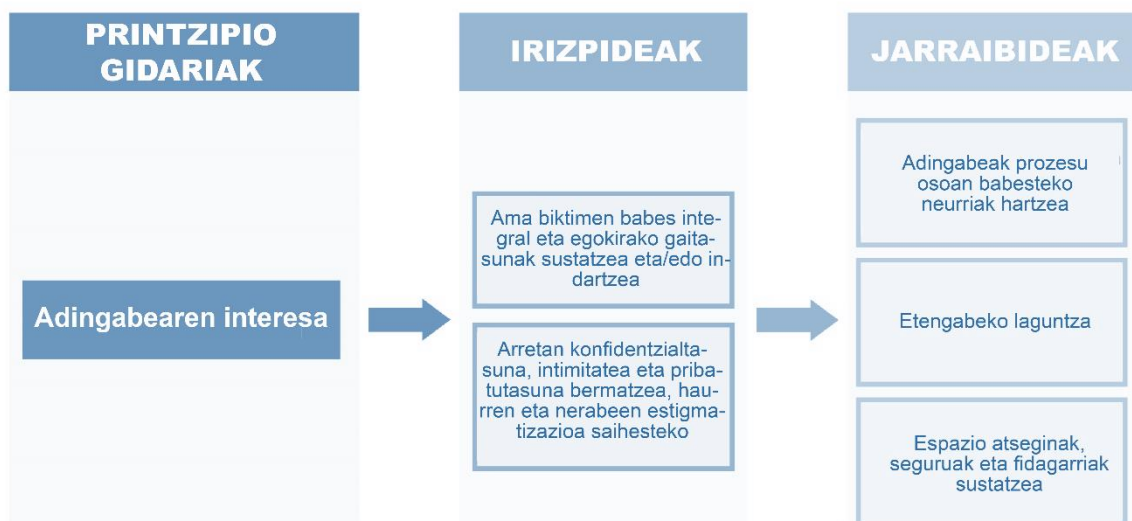 PRINTZIPIO
GIDARIAK
Adingabearen interesa
IRIZPIDEAK
Ama biktimen babes inte-
gral eta egokirako gaita-
sunak sustatzea eta/edo in-
dartzea
Arretan konfidentzialta-
suna, intimitatea eta priba-
tutasuna bermatzea, hau-
rren eta nerabeen estigma-
tizazioa saihesteko
JARRAIBIDEAK
Adingabeak prozesu
osoan babesteko
neurriak hartzea
Etengabeko laguntza
Espazio atseginak,
seguruak eta fidagarriak
sustatzea